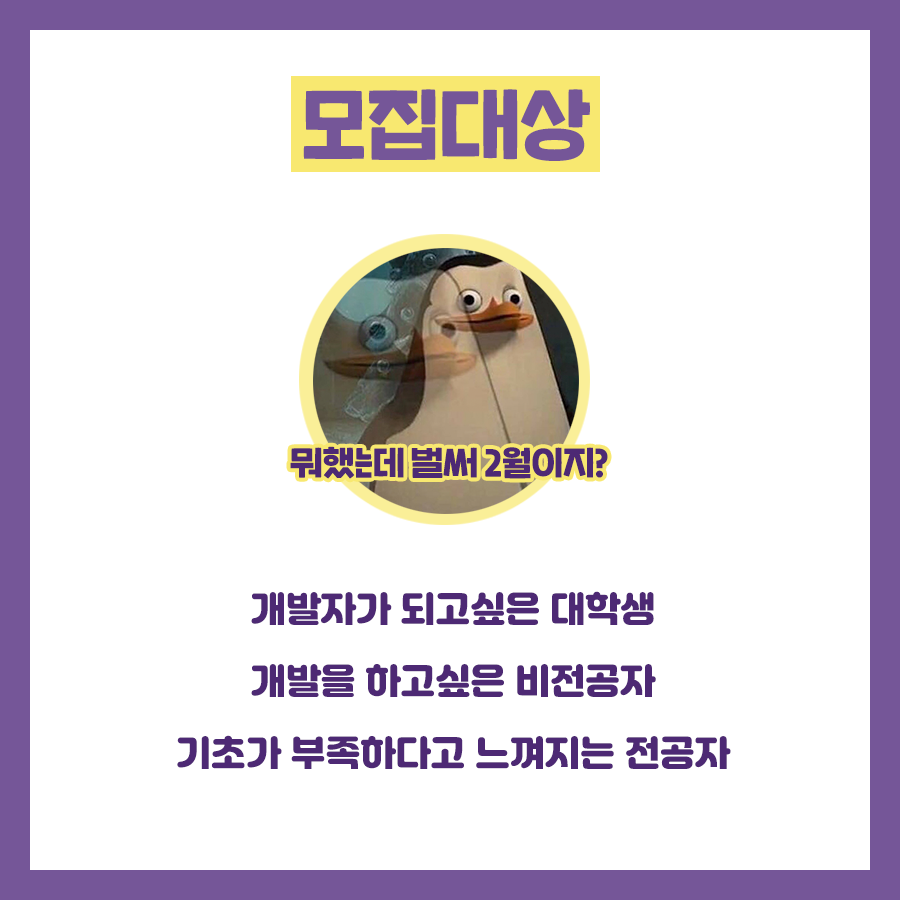 모집대상
뭐했는데 벌써 2월이지?
개발자가 되고싶은 대학생
개발을 하고싶은 비전공자
기초가 부족하다고 느껴지는 전공자